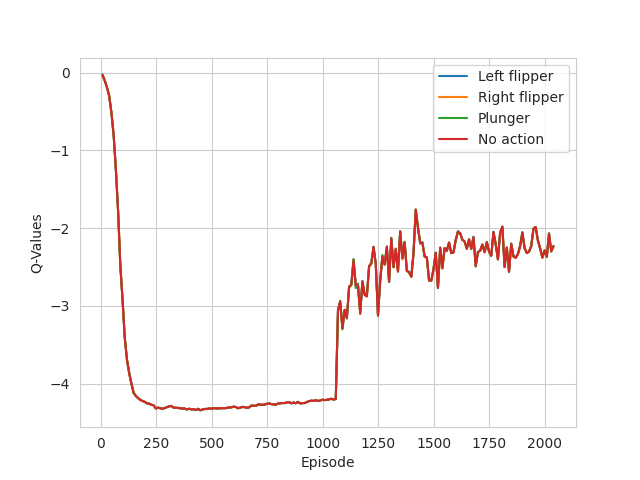 0
−1
−2
−3
−4
Q-Values
0
250
500
750
1000
1250
1500
1750
2000
Episode
Left flipper
Right flipper
Plunger
No action